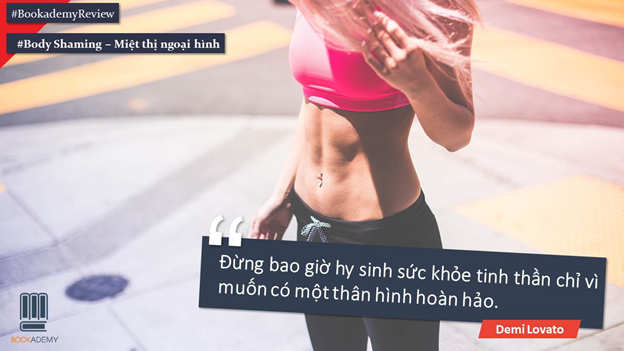 #BookademyReview
#Body Shaming – Miệt thị ngoại hình
“
Đừng bao giờ hy sinh sức khỏe tinh thần chỉ vì
muốn có một thân hình hoàn hảo.
Demi Lovato
BOOKADEMY